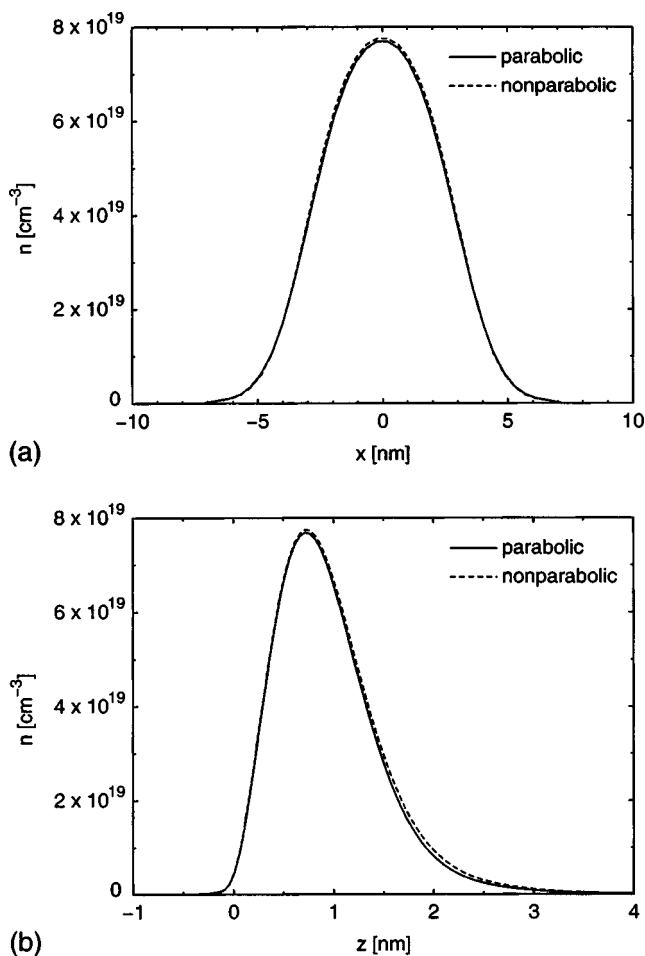 8 x 10^19
6 x 10^19
4 x 10^19
2 x 10^19
0
n [cm^−3]
parabolic
nonparabolic
−10 −5 0 5 10
x [nm]
(a)
8 x 10^19
6 x 10^19
4 x 10^19
2 x 10^19
0
n [cm^−3]
parabolic
nonparabolic
−1 0 1 2 3 4
z [nm]
(b)